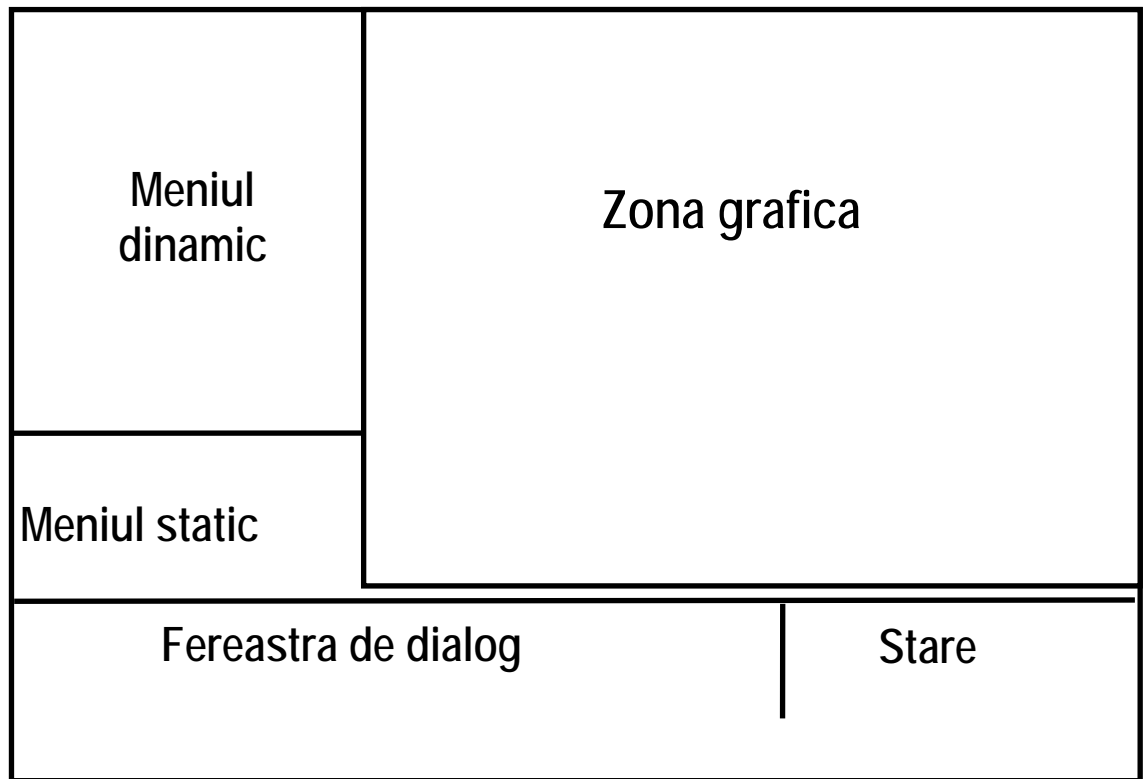 Meniul
dinamic
Zona grafica
Meniul static
Fereastra de dialog
Stare